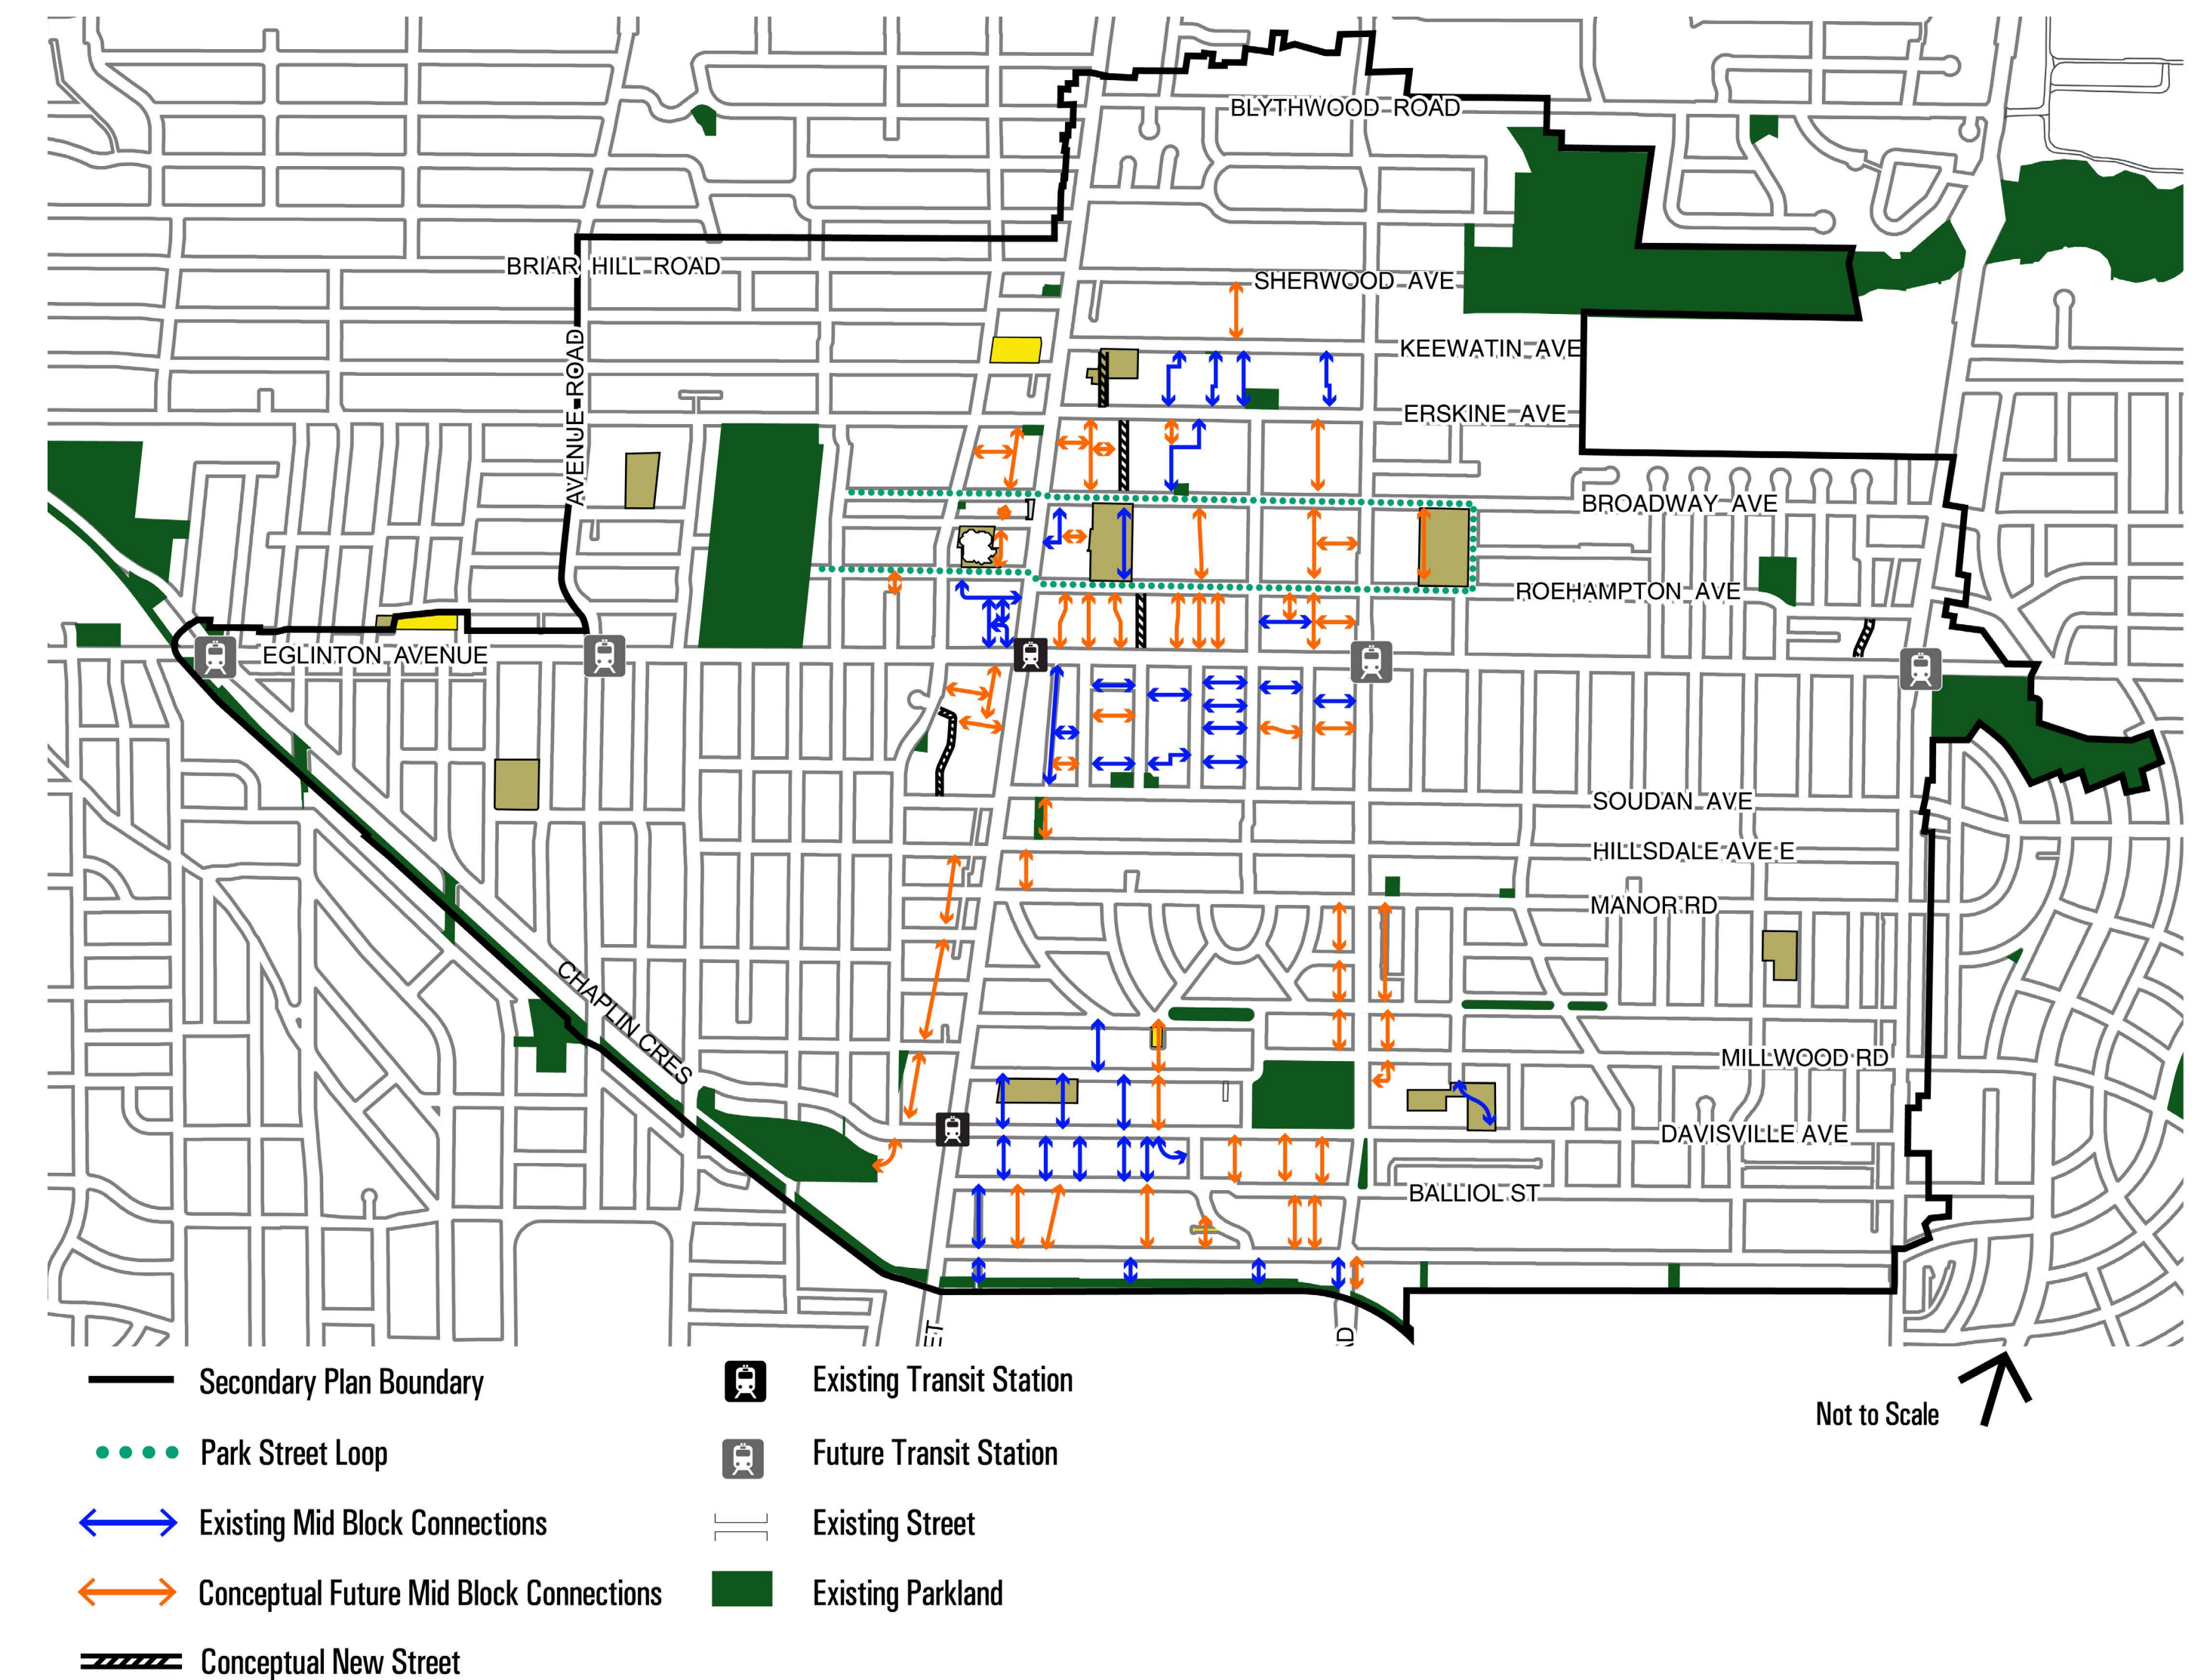 BLYTHWOOD ROAD
BRIAR HILL ROAD
SHERWOOD AVE
AVENUE ROAD
KEEWATIN AVE
ERSKINE AVE
BROADWAY AVE
ROEHAMPTON AVE
EGLINTON AVENUE
SOUDAN AVE
HILLSDALE AVE E
MANOR RD
CHAPLIN CRES
MILLWOOD RD
DAVISVILLE AVE
BALLIOL ST
ET
AD
Secondary Plan Boundary
Existing Transit Station
Not to Scale
Park Street Loop
Future Transit Station
Existing Mid Block Connections
Existing Street
Conceptual Future Mid Block Connections
Existing Parkland
Conceptual New Street